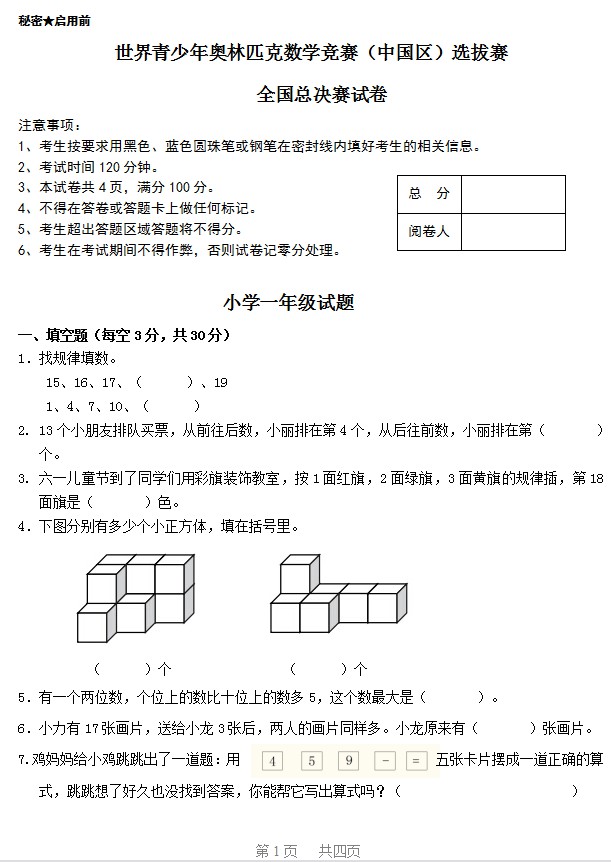 秘密★启用前
世界青少年奥林匹克数学竞赛（中国区）选拔赛
全国总决赛试卷
注意事项：
1、考生按要求用黑色、蓝色圆珠笔或钢笔在密封线内填好考生的相关信息。
2、考试时间120分钟。
3、本试卷共4页，满分100分。
4、不得在答卷或答题卡上做任何标记。
5、考生超出答题区域答题将不得分。
6、考生在考试期间不得作弊，否则试卷记零分处理。
总 分
阅卷人
小学一年级试题
一、填空题（每空3分，共30分）
1．找规律填数。
15、16、17、（ ）、19
1、4、7、10、（ ）
2．13个小朋友排队买票，从前往后数，小丽排在第4个，从后往前数，小丽排在第（ ）
个。
3．六一儿童节到了同学们用彩旗装饰教室，按1面红旗，2面绿旗，3面黄旗的规律插，第18
面旗是（ ）色。
4．下图分别有多少个小正方体，填在括号里。
（ ）个 （ ）个
5．有一个两位数，个位上的数比十位上的数多5，这个数最大是（ ）。
6．小力有17张画片，送给小龙3张后，两人的画片同样多。小龙原来有（ ）张画片。
7.鸡妈妈给小鸡跳跳出了一道题：用 4 5 9 － ＝ 五张卡片摆成一道正确的算
式，跳跳想了好久也没找到答案，你能帮它写出算式吗？（ ）
第1页 共四页